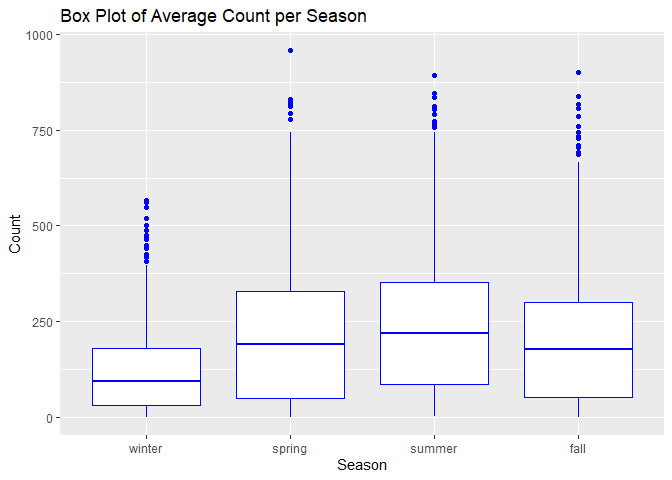 Box Plot of Average Count per Season
1000
750
500
250
0
Count
winter spring summer fall
Season